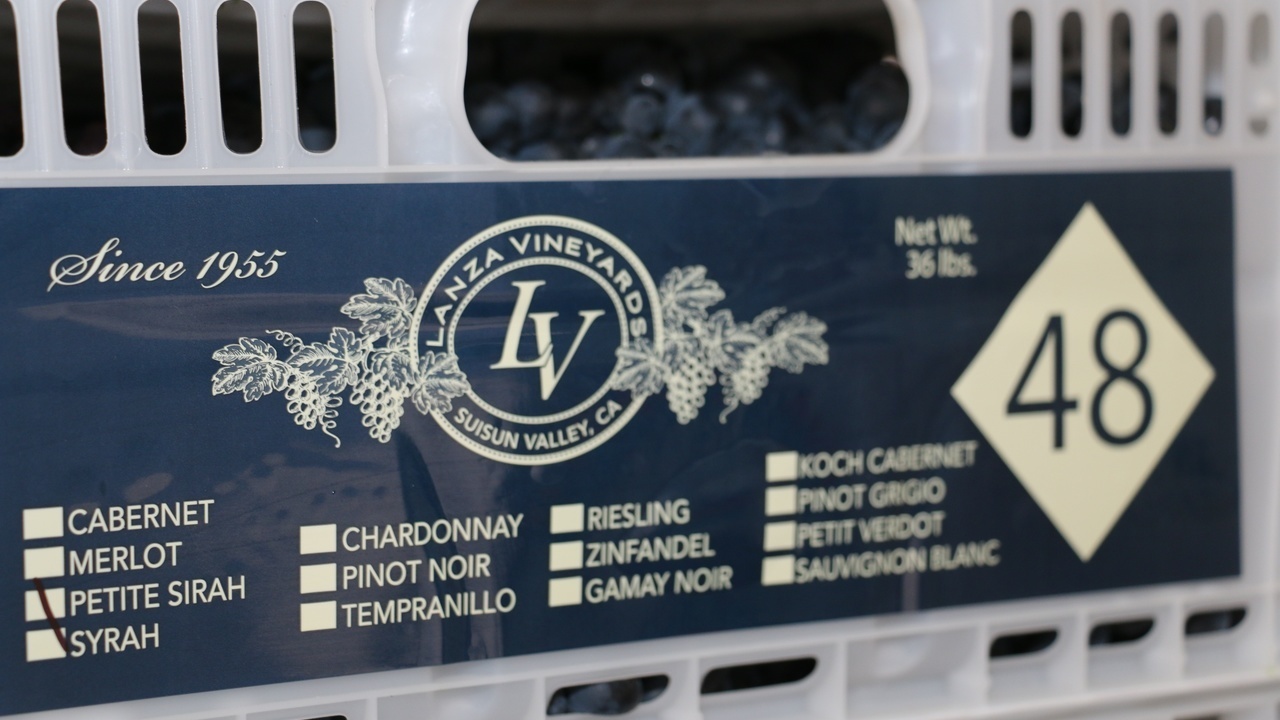 Since 1955
LANZA VINEYARDS
LV
SUISUN VALLEY, CA
Net Wt.
36 lbs.
48
CABERNET
MERLOT
PETITE SIRAH
SYRAH
CHARDONNAY
PINOT NOIR
TEMPRANILLO
RIESLING
ZINFANDEL
GAMAY NOIR
KOCH CABERNET
PINOT GRIGIO
PETIT VERDOT
SAUVIGNON BLANC